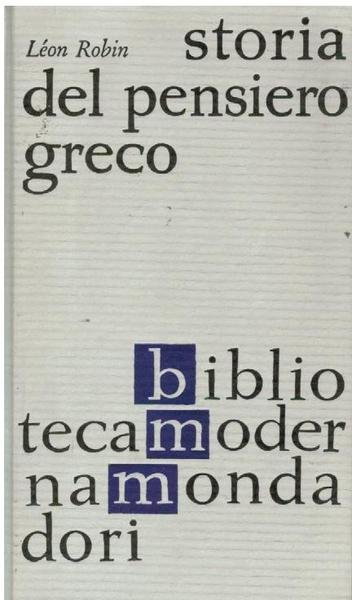 Léon Robin storia
del pensiero
greco
biblio
tecamoder
namonda
dori